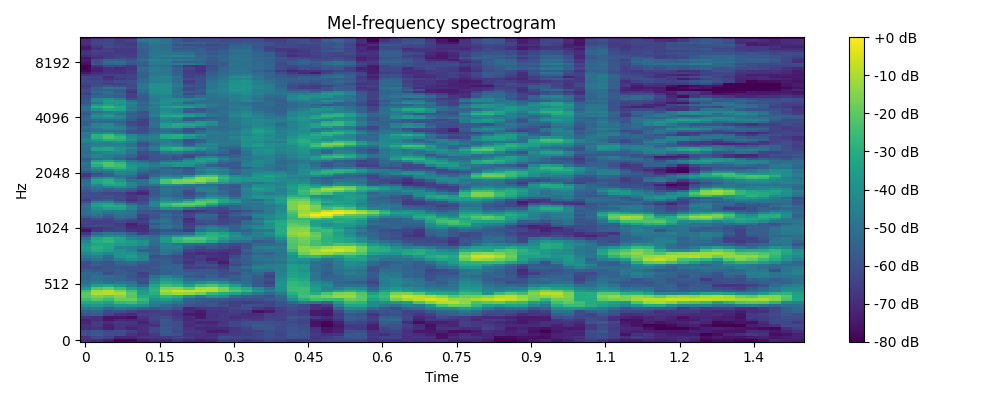 Mel-frequency spectrogram
Hz
8192
4096
2048
1024
512
0
0 0.15 0.3 0.45 0.6 0.75 0.9 1.1 1.2 1.4
Time
+0 dB
-10 dB
-20 dB
-30 dB
-40 dB
-50 dB
-60 dB
-70 dB
-80 dB